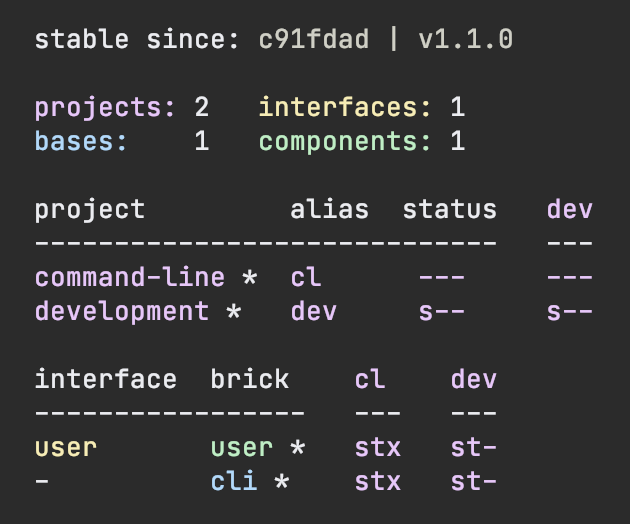 stable since: c91fdad | v1.1.0
projects: 2   interfaces: 1
bases:    1   components: 1
project         alias  status   dev
-----------------------------   ---
command-line *  cl      ---     ---
development *   dev     s--     s--
interface  brick    cl    dev
-----------------   ---   ---
user       user *   stx   st-
-          cli *    stx   st-